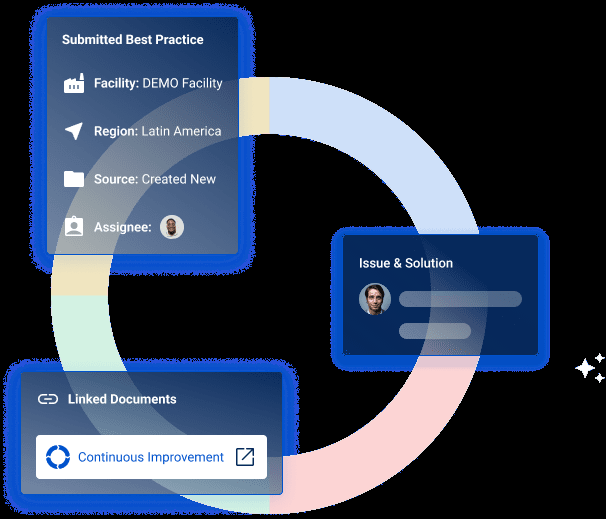 Submitted Best Practice
Facility: DEMO Facility
Region: Latin America
Source: Created New
Assignee:
Issue & Solution
Linked Documents
Continuous Improvement